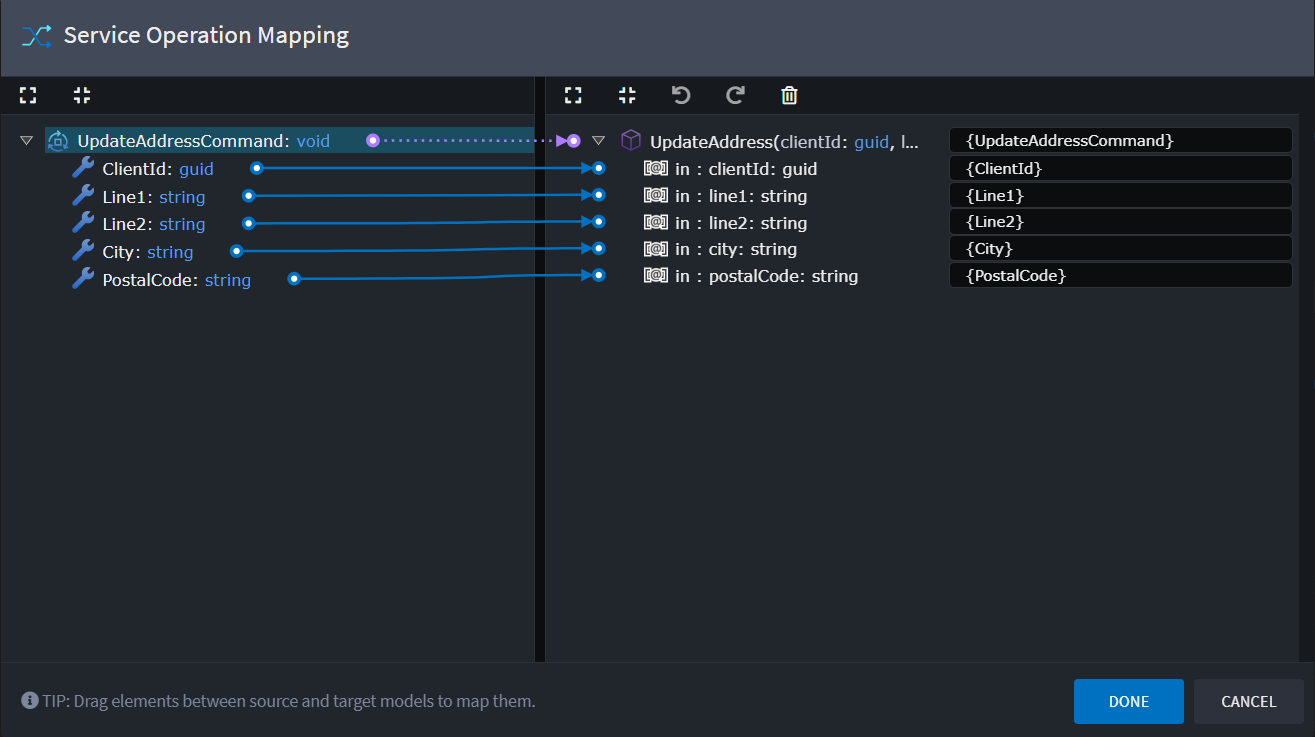 Service Operation Mapping
UpdateAddressCommand: void
UpdateAddress(clientId: guid, l...
{UpdateAddressCommand}
ClientId: guid
in : clientId: guid
{ClientId}
Line1: string
in : line1: string
{Line1}
Line2: string
in : line2: string
{Line2}
City: string
in : city: string
{City}
PostalCode: string
in : postalCode: string
{PostalCode}
TIP: Drag elements between source and target models to map them.
DONE
CANCEL